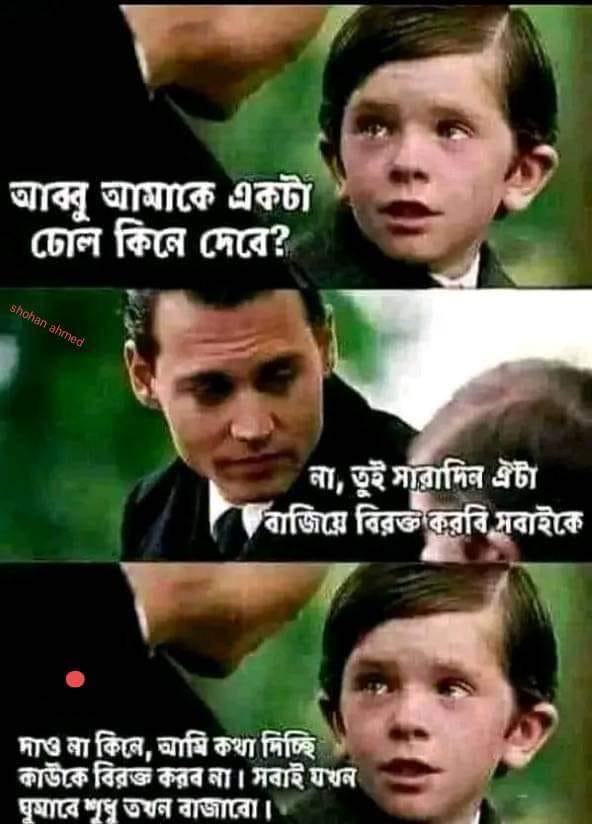 আব্বু আমাকে একটা
ঢোল কিনে দেবে?
shohan ahmed
না, তুই সারাদিন ঐটা
বাজিয়ে বিরক্ত করবি সবাইকে
দাও না কিনে, আমি কথা দিচ্ছি
কাউকে বিরক্ত করব না। সবাই যখন
ঘুমাবে শুধু তখন বাজাবো।